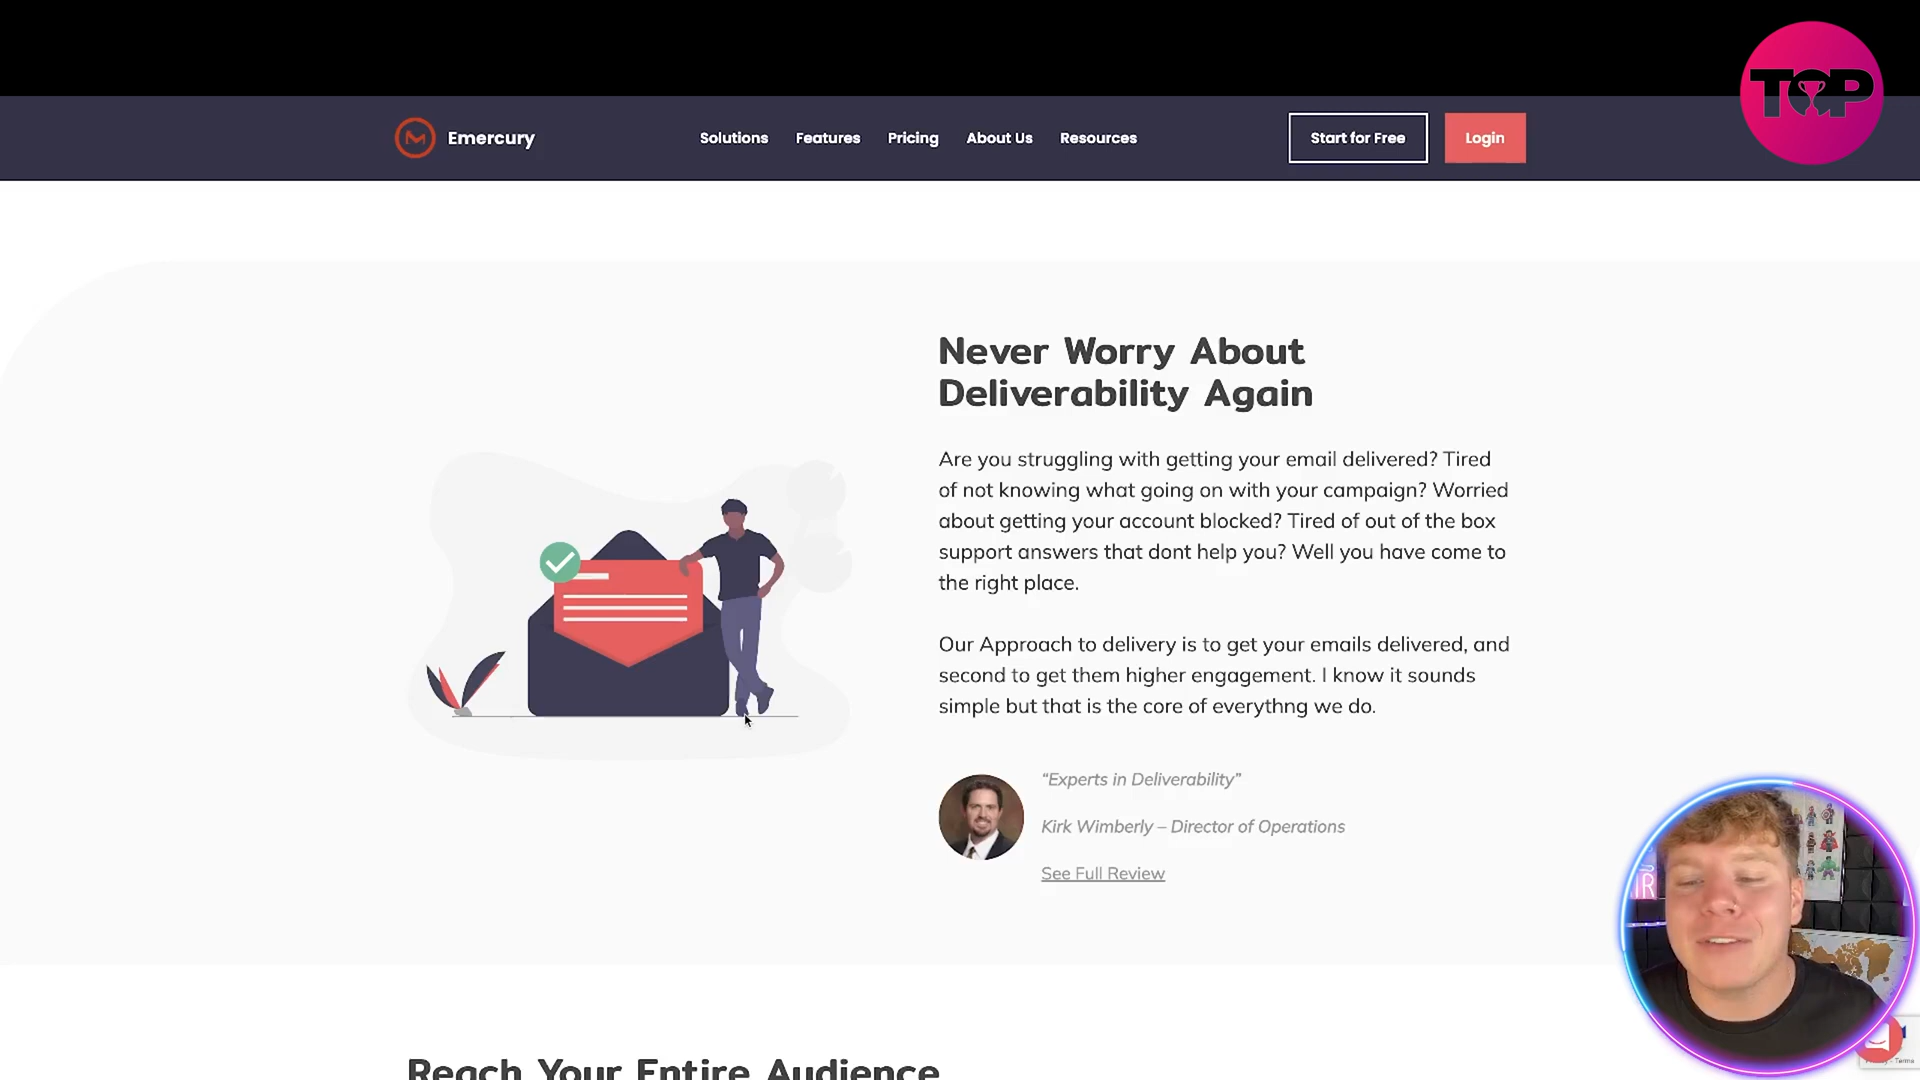 TOP
Emercury
Solutions
Features
Pricing
About Us
Resources
Start for Free
Login
Never Worry About
Deliverability Again
Are you struggling with getting your email delivered? Tired
of not knowing what going on with your campaign? Worried
about getting your account blocked? Tired of out of the box
support answers that dont help you? Well you have come to
the right place.
Our Approach to delivery is to get your emails delivered, and
second to get them higher engagement. I know it sounds
simple but that is the core of everythng we do.
“Experts in Deliverability”
Kirk Wimberly – Director of Operations
See Full Review
Reach Your Entire Audience